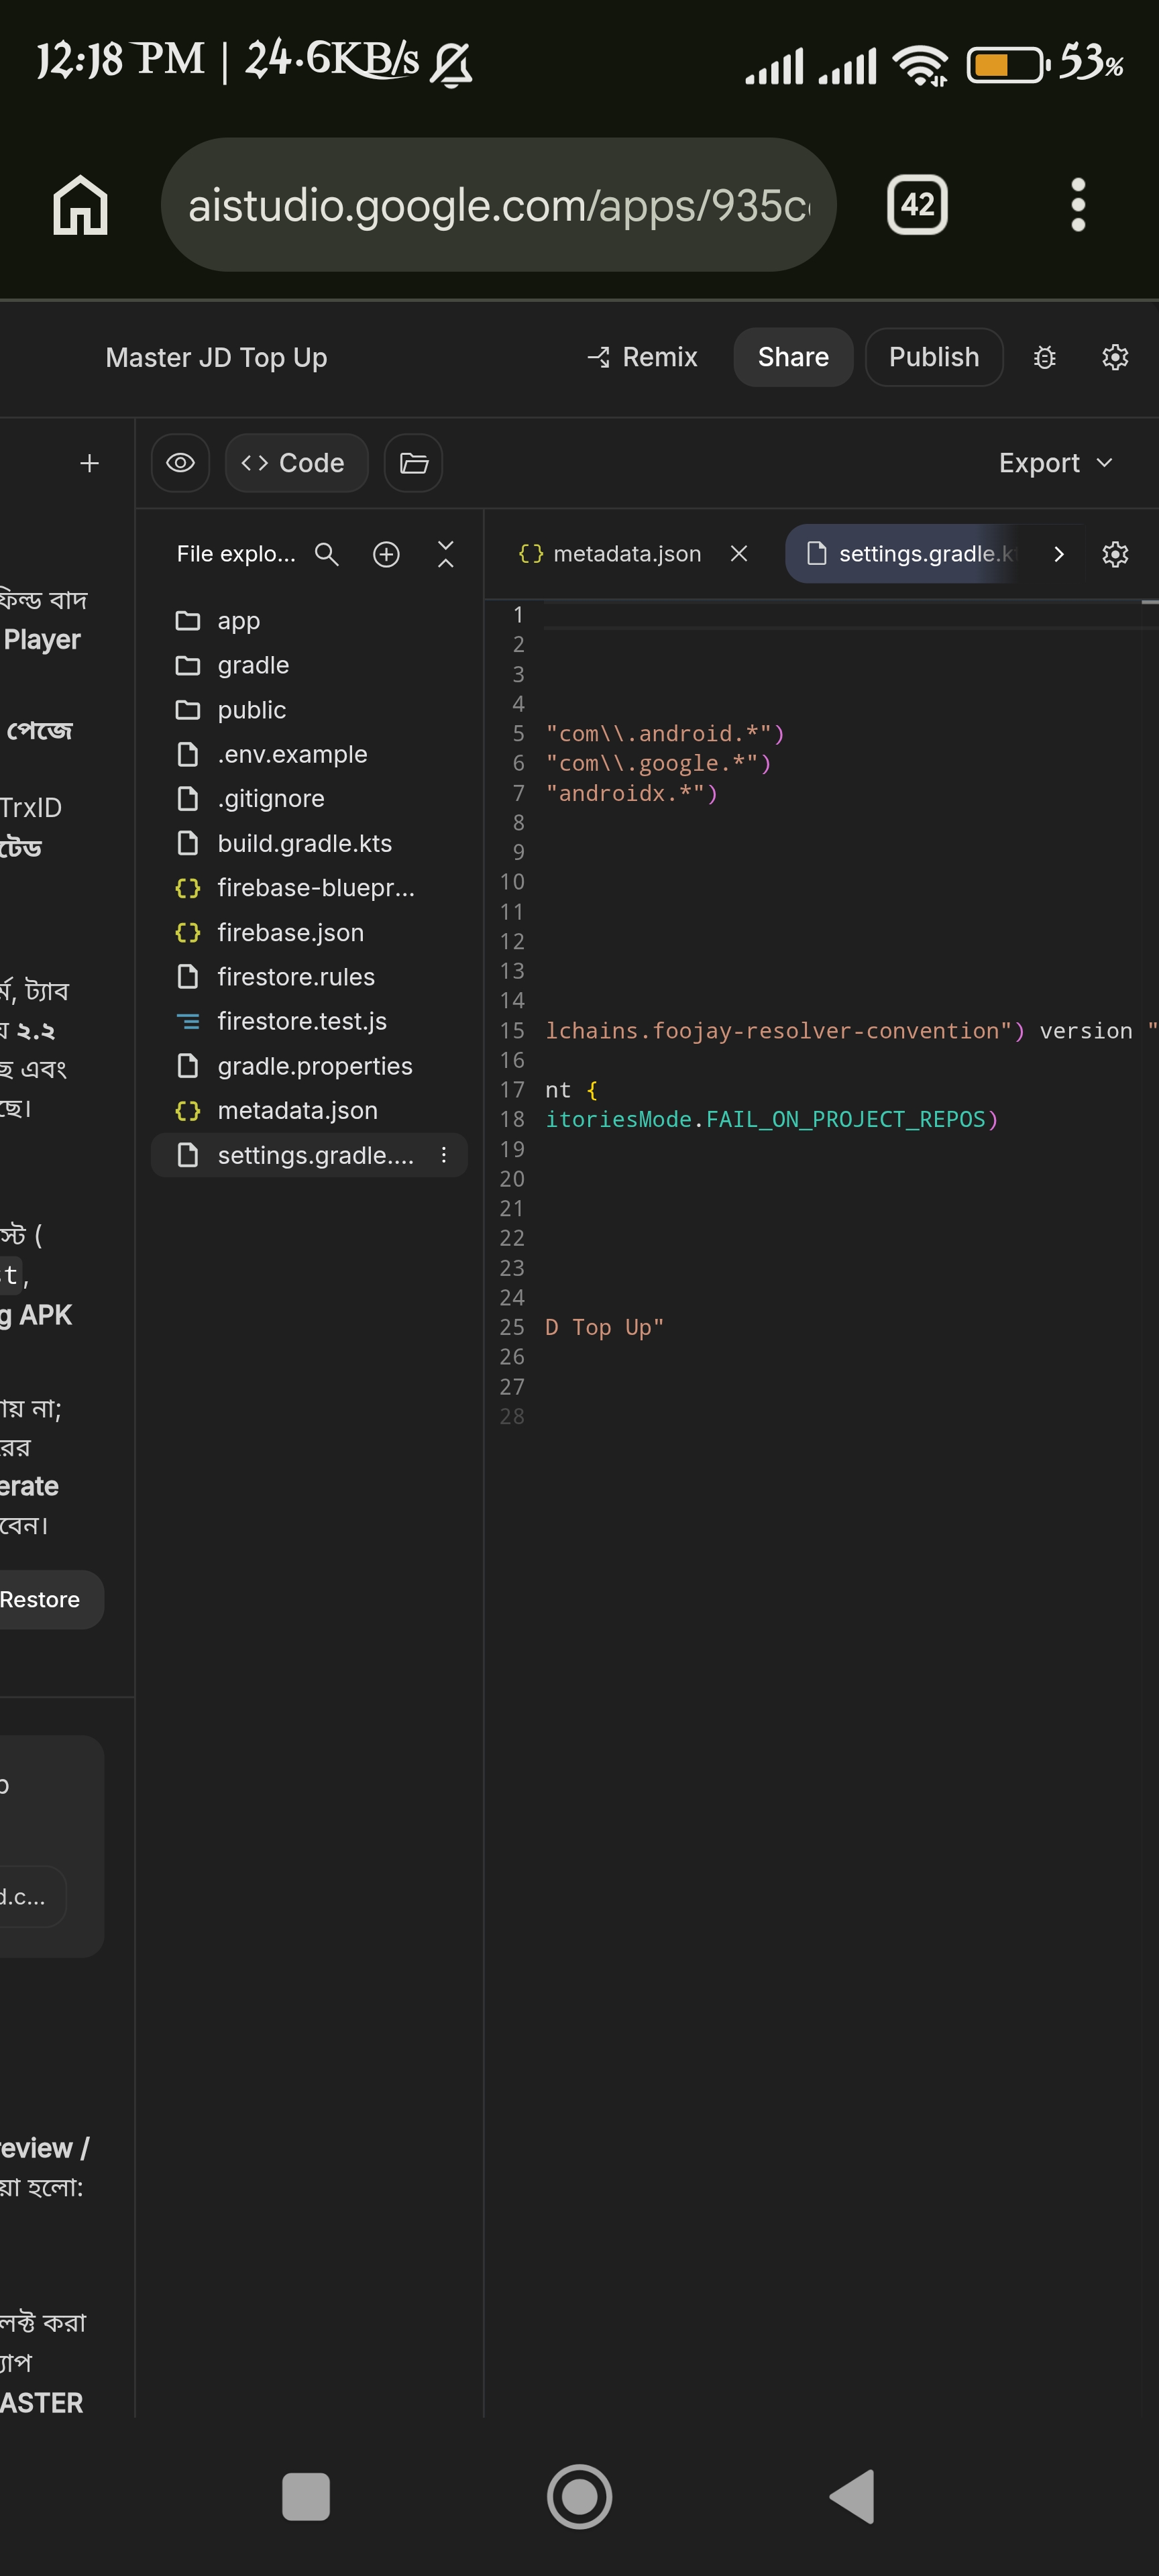 12:18 PM | 24.6KB/s
53%
aistudio.google.com/apps/935c
42
Master JD Top Up
Remix
Share
Publish
Code
Export
ফিল্ড বাদ
Player
পেজে
TrxID
টেড
র্ম, ট্যাব
২.২
ছে এবং
ছে।
স্ট (
t,
g APK
ায় না;
রের
erate
বেন।
Restore
d.c...
review /
য়া হলো:
লেক্ট করা
্যাপ
ASTER
File explo...
app
gradle
public
.env.example
.gitignore
build.gradle.kts
firebase-bluepr...
firebase.json
firestore.rules
firestore.test.js
gradle.properties
metadata.json
settings.gradle....
metadata.json
settings.gradle.k
1
2
3
4
5 "com\\.android.*")
6 "com\\.google.*")
7 "androidx.*")
8
9
10
11
12
13
14
15 lchains.foojay-resolver-convention") version "
16
17 nt {
18 itoriesMode.FAIL_ON_PROJECT_REPOS)
19
20
21
22
23
24
25 D Top Up"
26
27
28